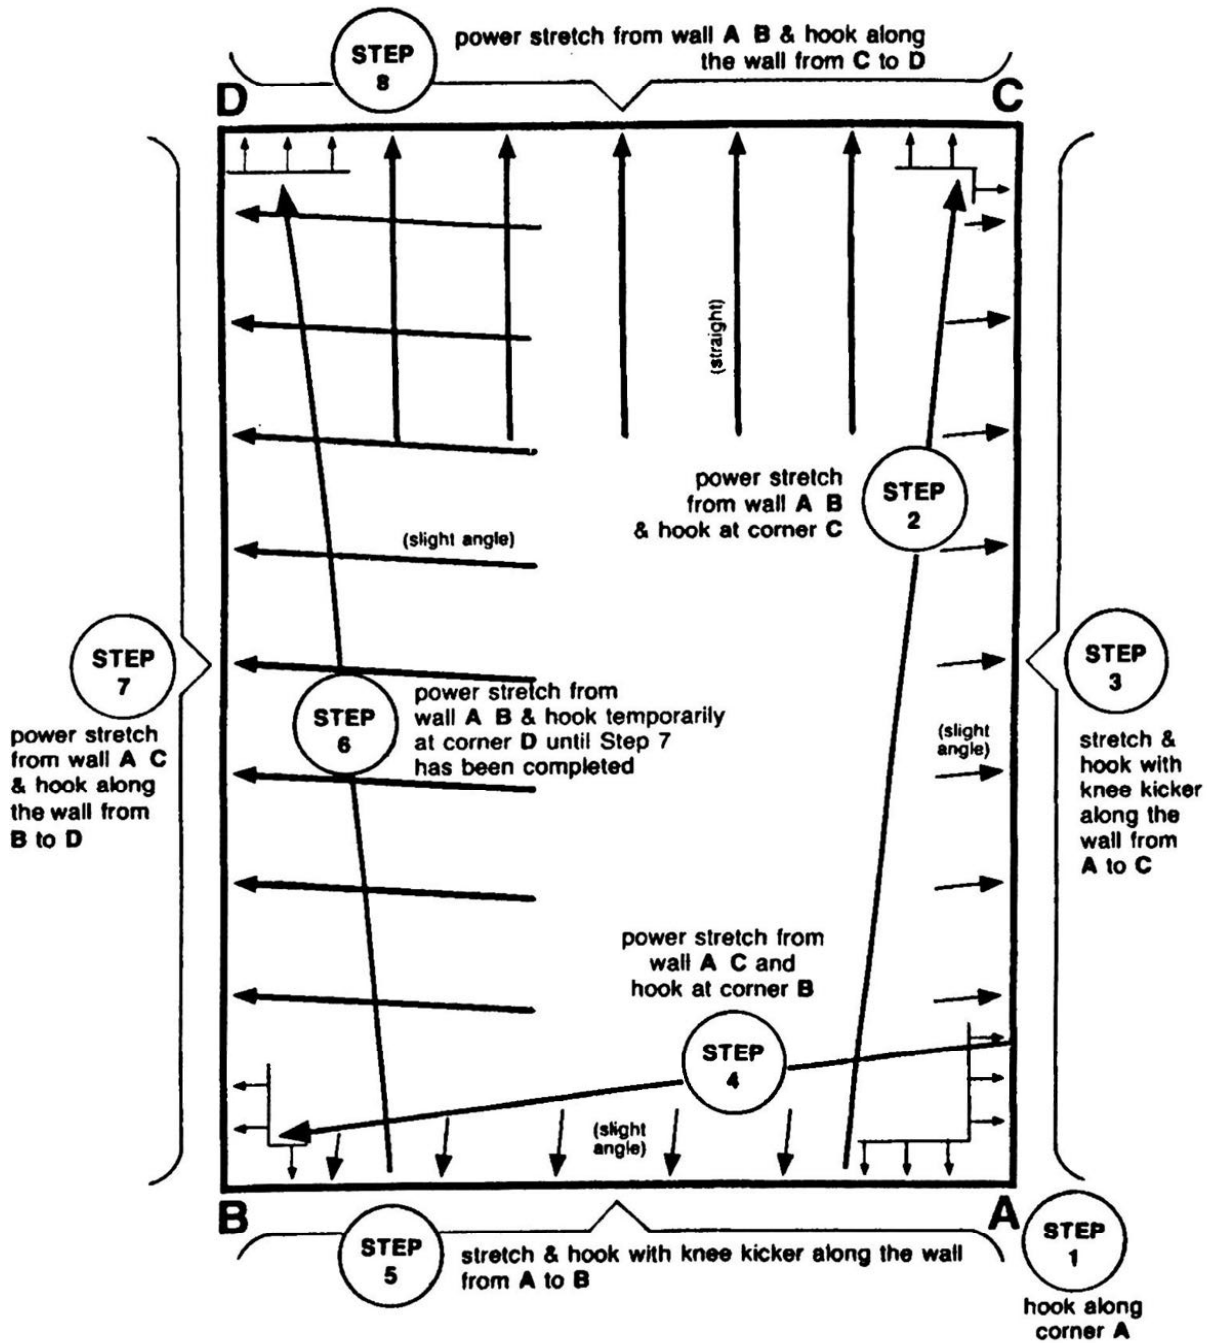 STEP
8
power stretch from wall A B & hook along
the wall from C to D
D
C
(straight)
power stretch
from wall A B
& hook at corner C
STEP
2
(slight angle)
STEP
7
power stretch
from wall A C
& hook along
the wall from
B to D
STEP
6
power stretch from
wall A B & hook temporarily
at corner D until Step 7
has been completed
(slight
angle)
STEP
3
stretch &
hook with
knee kicker
along the
wall from
A to C
power stretch from
wall A C and
hook at corner B
STEP
4
(slight
angle)
B
A
STEP
5
stretch & hook with knee kicker along the wall
from A to B
STEP
1
hook along
corner A